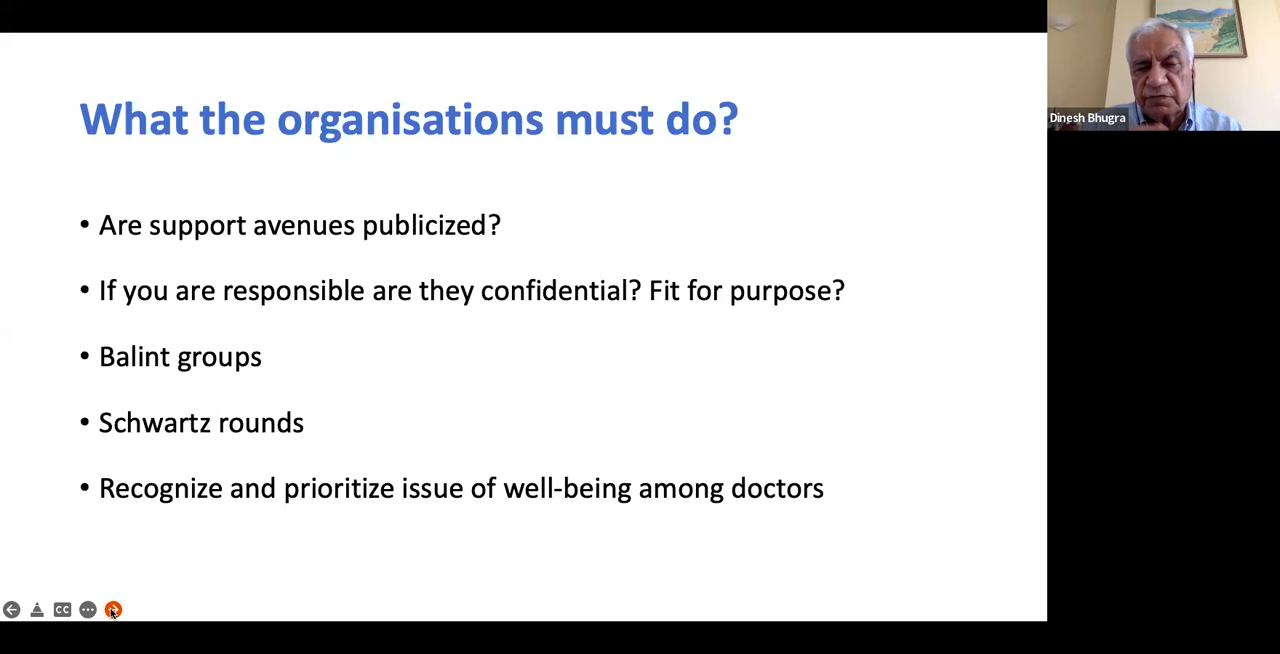 What the organisations must do?
• Are support avenues publicized?
• If you are responsible are they confidential? Fit for purpose?
• Balint groups
• Schwartz rounds
• Recognize and prioritize issue of well-being among doctors
Dinesh Bhugra
CC